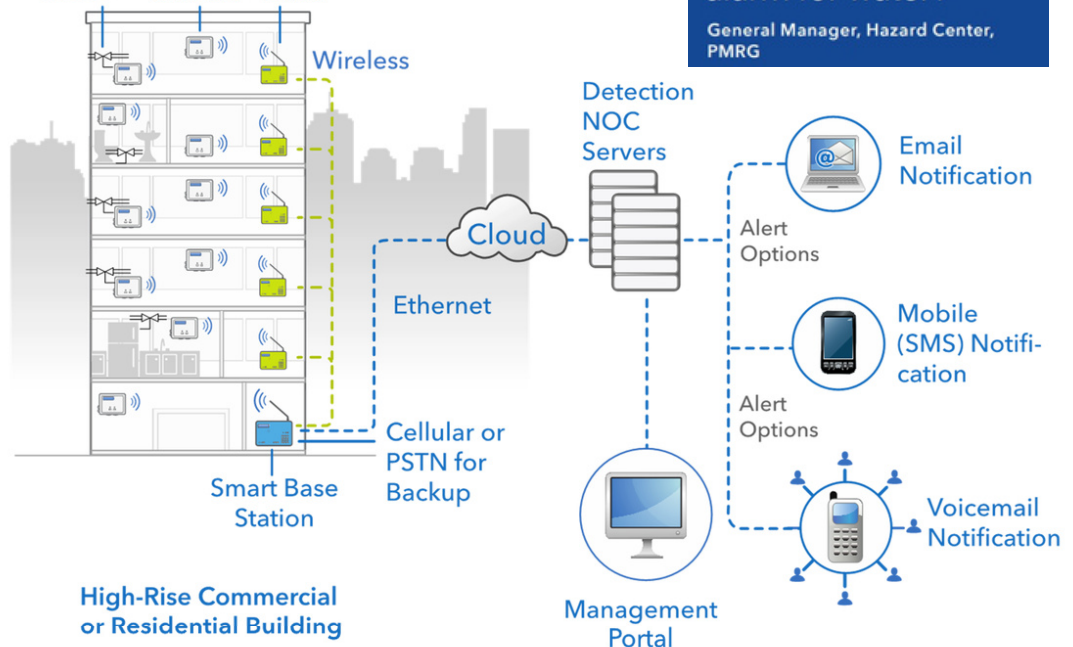 General Manager, Hazard Center,
PMRG
Wireless
Detection
NOC
Servers
Email
Notification
Cloud
Alert
Options
Ethernet
Mobile
(SMS) Notifi-
cation
Alert
Options
Cellular or
PSTN for
Backup
Smart Base
Station
Voicemail
Notification
High-Rise Commercial
or Residential Building
Management
Portal